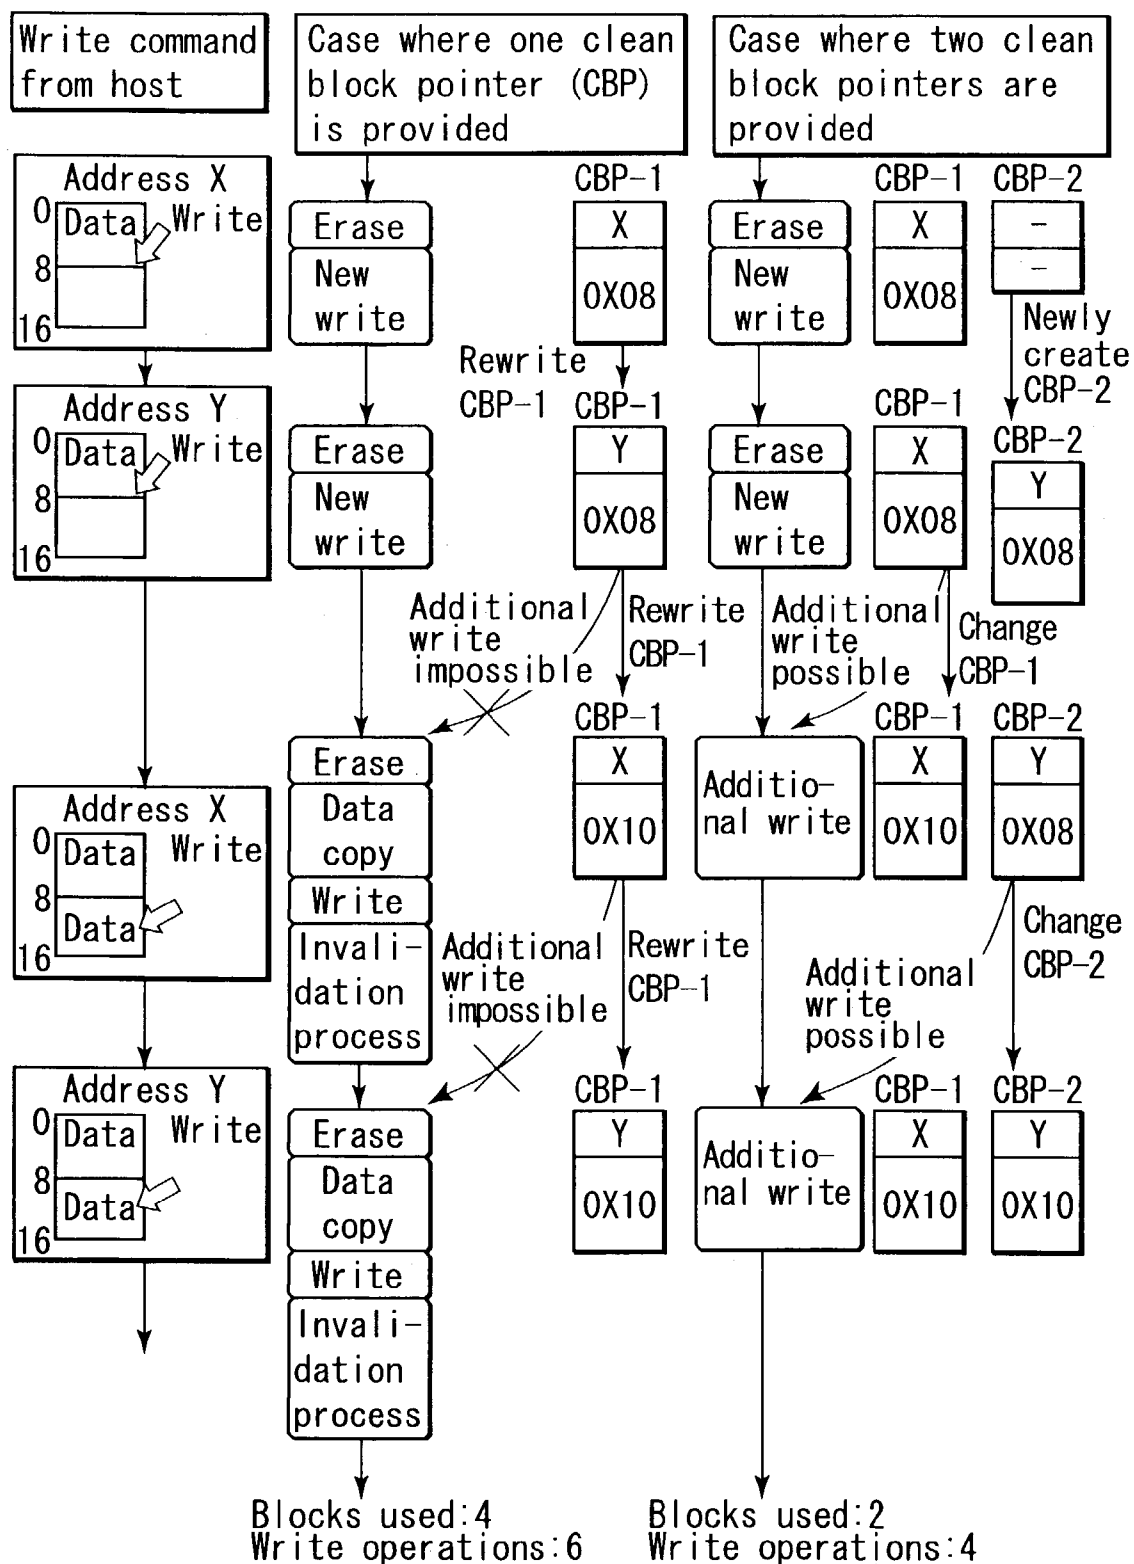 Write command
from host
Case where one clean
block pointer (CBP)
is provided
Case where two clean
block pointers are
provided
Address X
0
Data
Write
8
16
Erase
New
write
CBP-1
X
0X08
Erase
New
write
CBP-1
X
0X08
CBP-2
-
-
Rewrite
CBP-1
Newly
create
CBP-2
Address Y
0
Data
Write
8
16
Erase
New
write
CBP-1
Y
0X08
Erase
New
write
CBP-1
X
0X08
CBP-2
Y
0X08
Additional
write
impossible
Rewrite
CBP-1
Additional
write
possible
Change
CBP-1
Address X
0
Data
Write
8
Data
16
Erase
Data
copy
Write
Invali-
dation
process
CBP-1
X
0X10
Additio-
nal write
CBP-1
X
0X10
CBP-2
Y
0X08
Additional
write
impossible
Rewrite
CBP-1
Additional
write
possible
Change
CBP-2
Address Y
0
Data
Write
8
Data
16
Erase
Data
copy
Write
Invali-
dation
process
CBP-1
Y
0X10
Additio-
nal write
CBP-1
X
0X10
CBP-2
Y
0X10
Blocks used:4
Write operations:6
Blocks used:2
Write operations:4